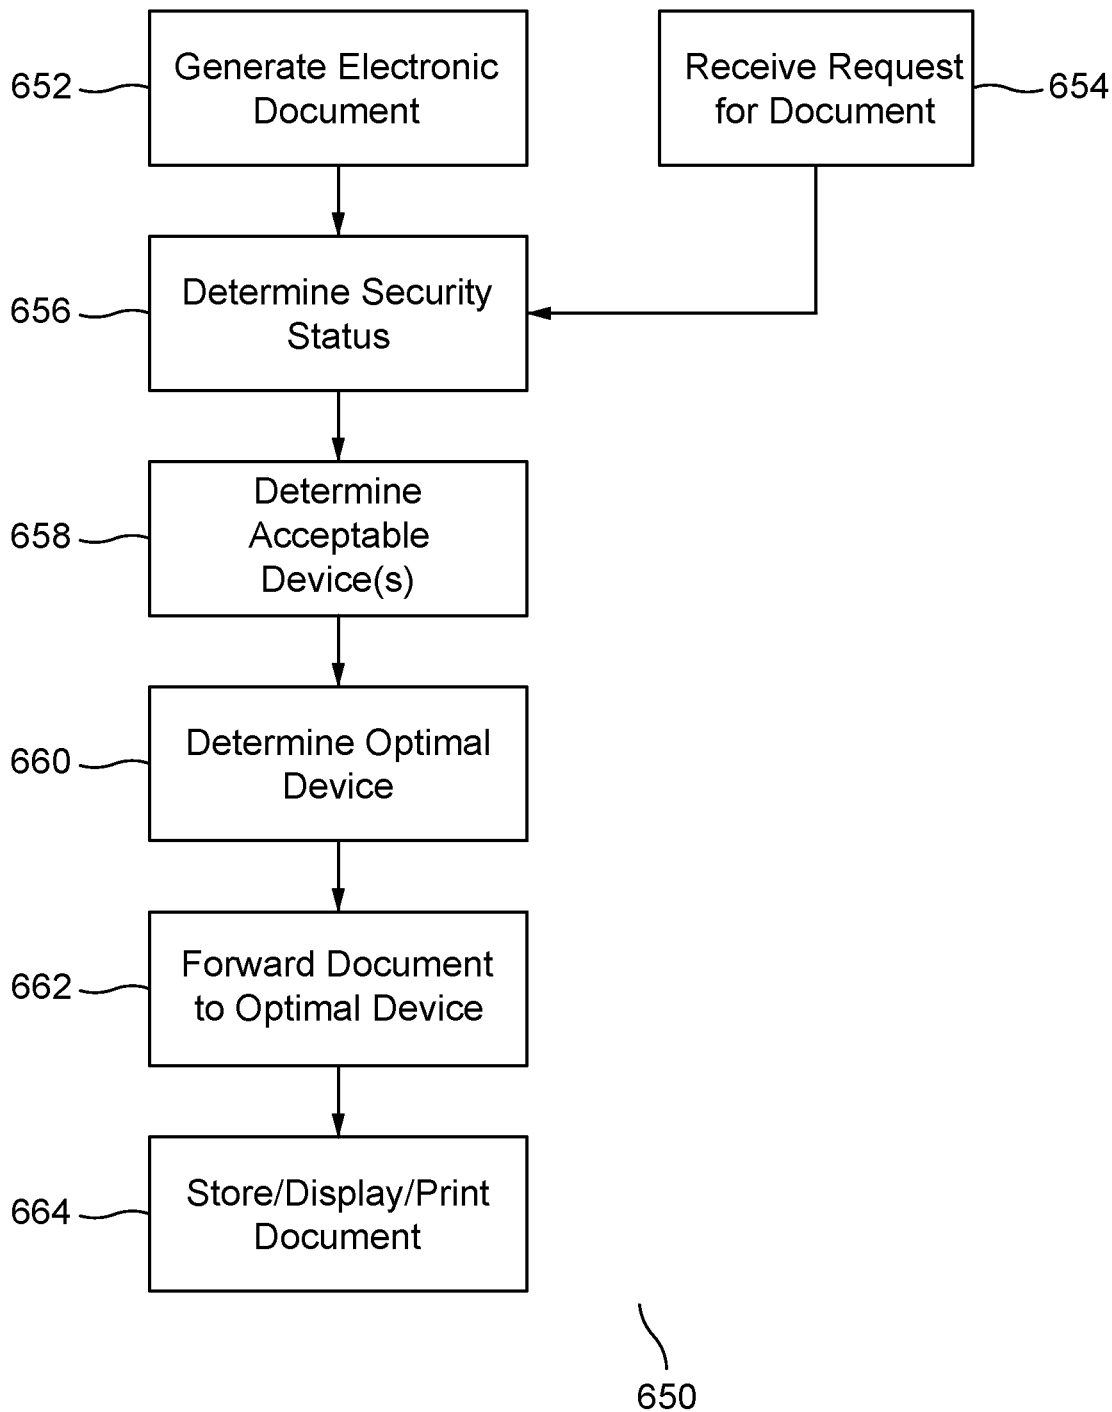 652
Generate Electronic
Document
Receive Request
for Document
654
656
Determine Security
Status
658
Determine
Acceptable
Device(s)
660
Determine Optimal
Device
662
Forward Document
to Optimal Device
664
Store/Display/Print
Document
650